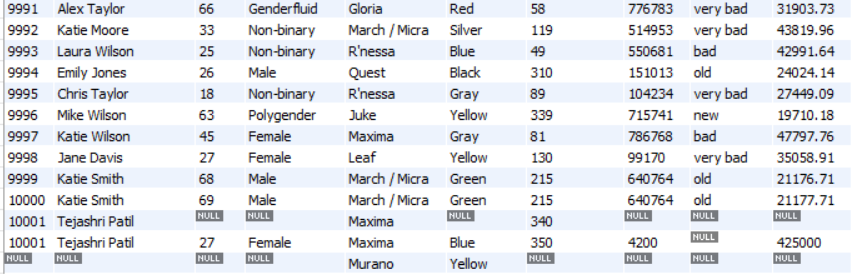 9991 Alex Taylor 66 Genderfluid Gloria Red 58 776783 very bad 31903.73
9992 Katie Moore 33 Non-binary March / Micra Silver 119 514953 very bad 43819.96
9993 Laura Wilson 25 Non-binary R'nessa Blue 49 550681 bad 42991.64
9994 Emily Jones 26 Male Quest Black 310 151013 old 24024.14
9995 Chris Taylor 18 Non-binary R'nessa Gray 89 104234 very bad 27449.09
9996 Mike Wilson 63 Polygender Juke Yellow 339 715741 new 19710.18
9997 Katie Wilson 45 Female Maxima Gray 81 786768 bad 47797.76
9998 Jane Davis 27 Female Leaf Yellow 130 99170 very bad 35058.91
9999 Katie Smith 68 Male March / Micra Green 215 640764 old 21176.71
10000 Katie Smith 69 Male March / Micra Green 215 640764 old 21177.71
10001 Tejashri Patil NULL NULL Maxima NULL 340 NULL NULL NULL
10001 Tejashri Patil 27 Female Maxima Blue 350 4200 NULL 425000
NULL NULL NULL NULL Murano Yellow NULL NULL NULL NULL